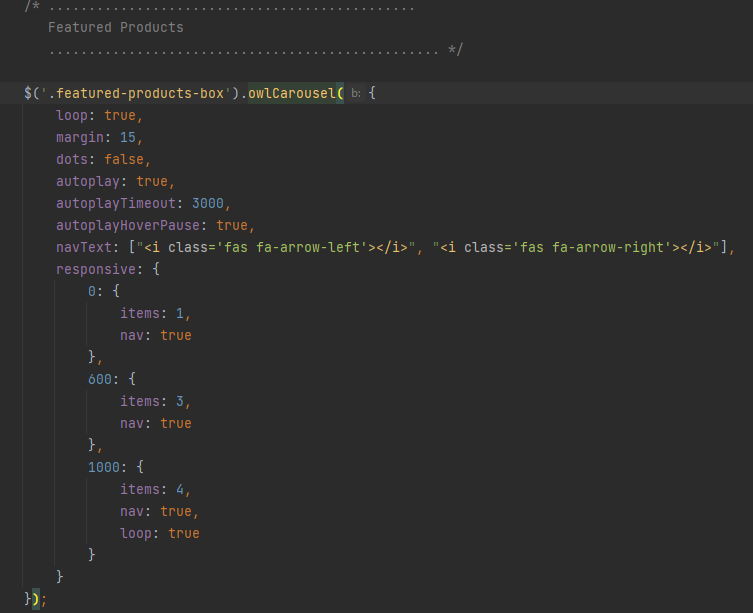 /* ..............................................
Featured Products
................................................. */
$('.featured-products-box').owlCarousel( b: {
loop: true,
margin: 15,
dots: false,
autoplay: true,
autoplayTimeout: 3000,
autoplayHoverPause: true,
navText: ["<i class='fas fa-arrow-left'></i>", "<i class='fas fa-arrow-right'></i>"],
responsive: {
0: {
items: 1,
nav: true
},
600: {
items: 3,
nav: true
},
1000: {
items: 4,
nav: true,
loop: true
}
}
});